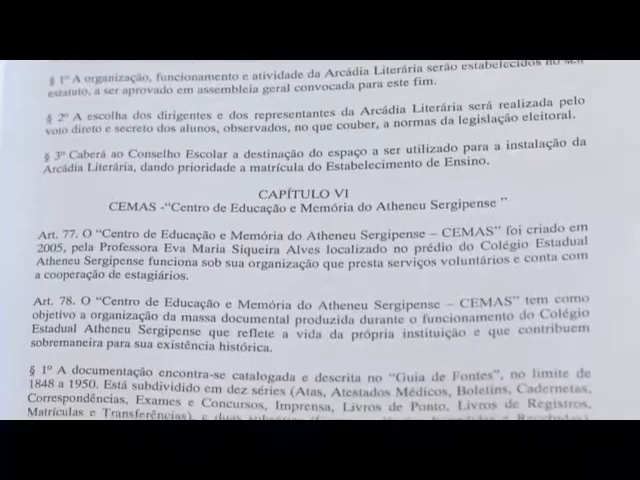 § 1º A organização, funcionamento e atividade da Arcádia Literária serão estabelecidos no seu
estatuto, a ser aprovado em assembleia geral convocada para este fim.
§ 2º A escolha dos dirigentes e dos representantes da Arcádia Literária será realizada pelo
voto direto e secreto dos alunos, observados, no que couber, a normas da legislação eleitoral.
§ 3º Caberá ao Conselho Escolar a destinação do espaço a ser utilizado para a instalação da
Arcádia Literária, dando prioridade a matrícula do Estabelecimento de Ensino.
CAPÍTULO VI
CEMAS -“Centro de Educação e Memória do Atheneu Sergipense ”
Art. 77. O “Centro de Educação e Memória do Atheneu Sergipense – CEMAS” foi criado em
2005, pela Professora Eva Maria Siqueira Alves localizado no prédio do Colégio Estadual
Atheneu Sergipense funciona sob sua organização que presta serviços voluntários e conta com
a cooperação de estagiários.
Art. 78. O “Centro de Educação e Memória do Atheneu Sergipense – CEMAS” tem como
objetivo a organização da massa documental produzida durante o funcionamento do Colégio
Estadual Atheneu Sergipense que reflete a vida da própria instituição e que contribuem
sobremaneira para sua existência histórica.
§ 1º A documentação encontra-se catalogada e descrita no “Guia de Fontes”, no limite de
1848 a 1950. Está subdividido em dez séries (Atas, Atestados Médicos, Boletins, Cadernetas,
Correspondências, Exames e Concursos, Imprensa, Livros de Ponto, Livros de Registros,
Matrículas e Transferências), e duas